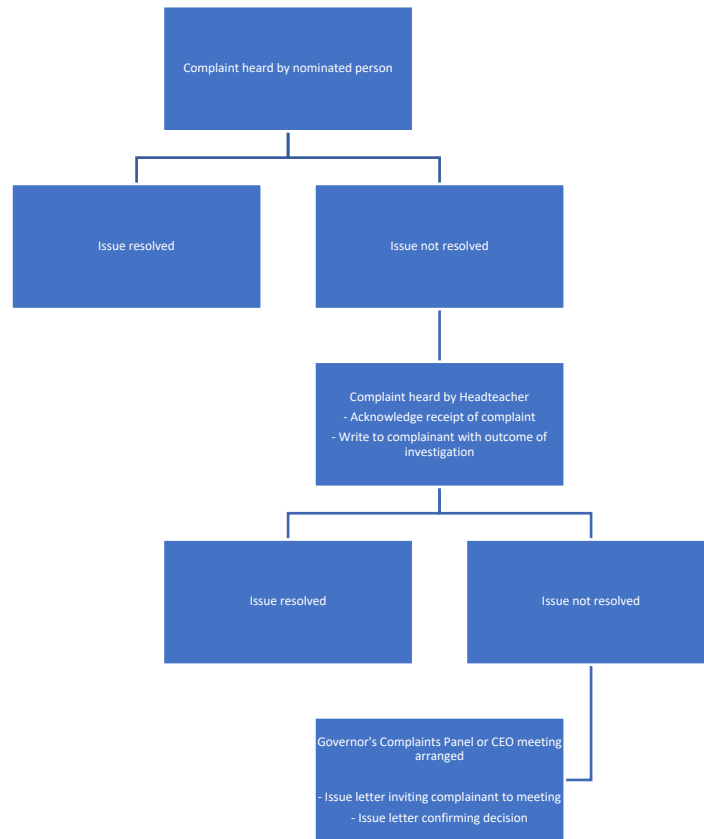 Complaint heard by nominated person
Issue resolved
Issue not resolved
Complaint heard by Headteacher
- Acknowledge receipt of complaint
- Write to complainant with outcome of
investigation
Issue resolved
Issue not resolved
Governor's Complaints Panel or CEO meeting
arranged
- Issue letter inviting complainant to meeting
- Issue letter confirming decision